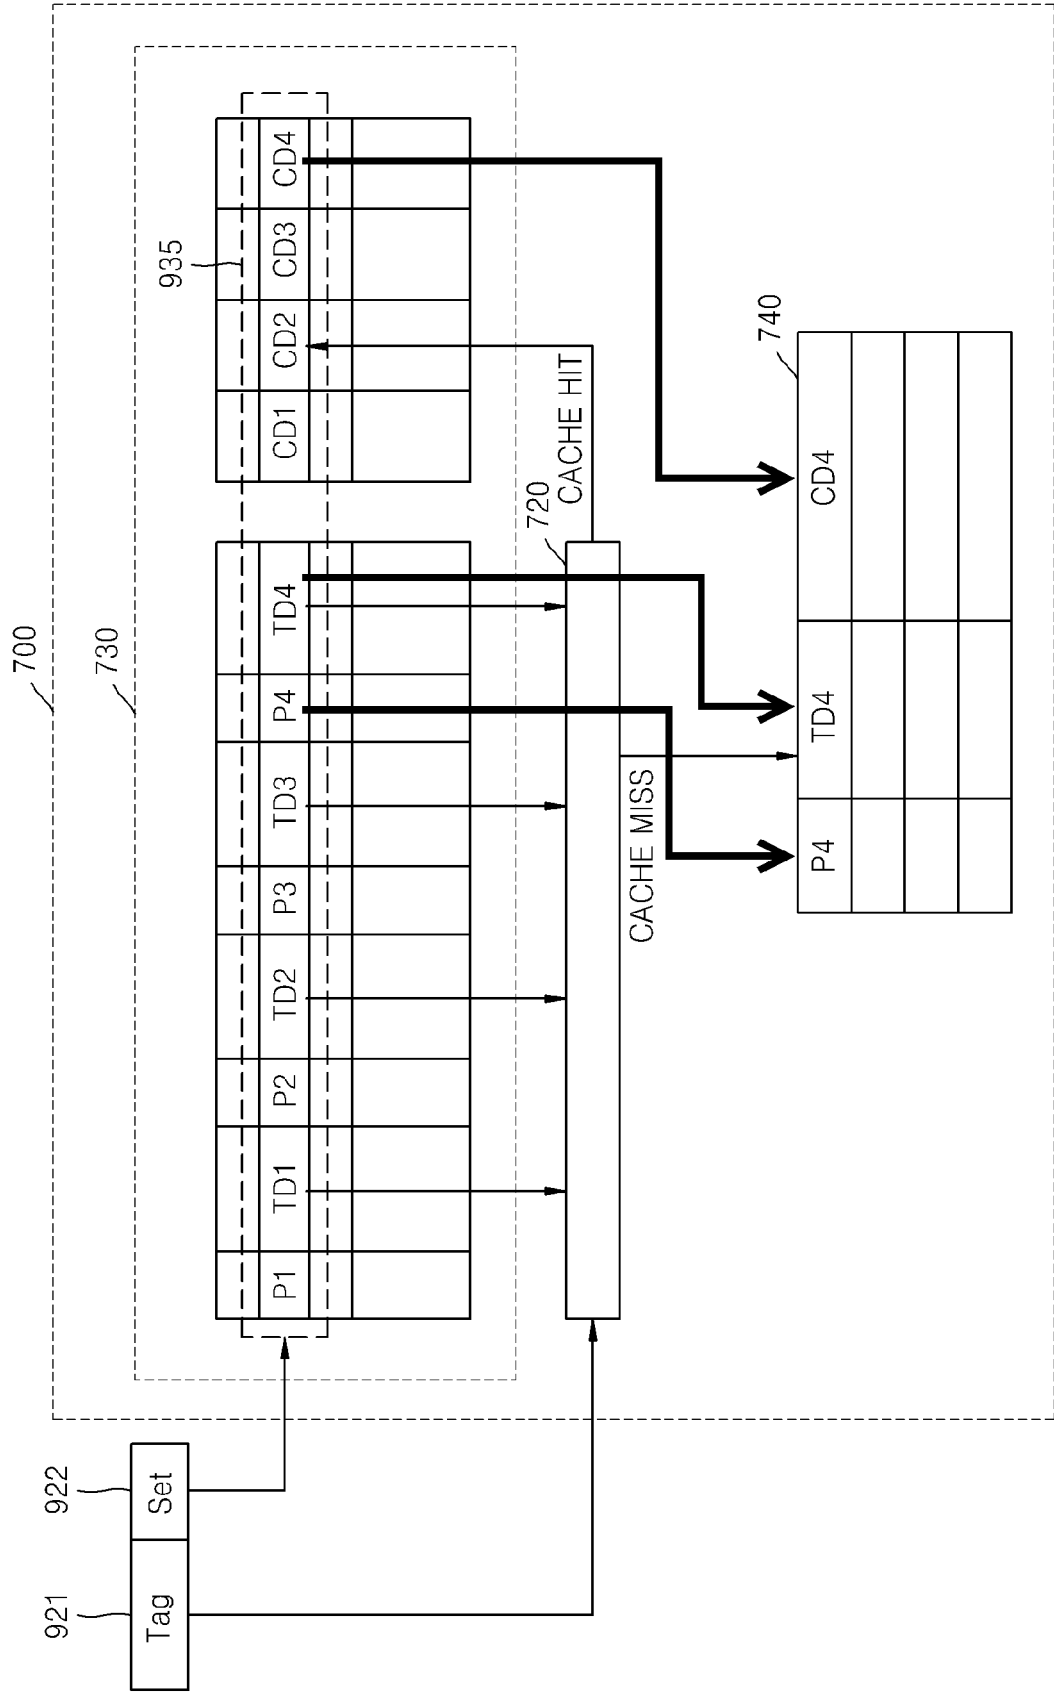 700
730
935
921
922
Tag
Set
P1
TD1
P2
TD2
P3
TD3
P4
TD4
CD1
CD2
CD3
CD4
720
CACHE HIT
CACHE MISS
740
P4
TD4
CD4